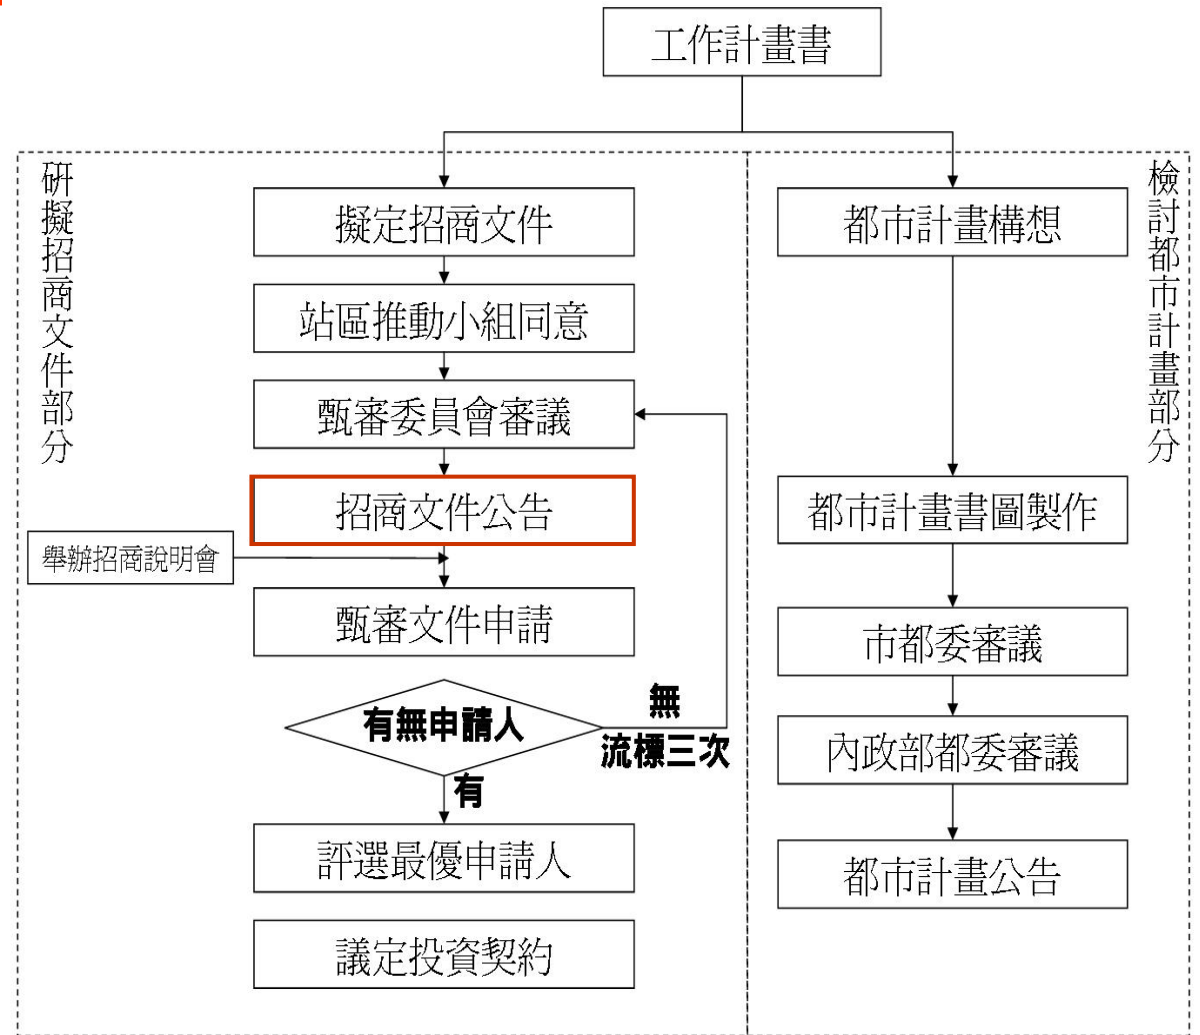 工作計畫書
研擬招商文件部分
擬定招商文件
站區推動小組同意
甄審委員會審議
招商文件公告
舉辦招商說明會
甄審文件申請
有無申請人
無
流標三次
有
評選最優申請人
議定投資契約
檢討都市計畫部分
都市計畫構想
都市計畫書圖製作
市都委審議
內政部都委審議
都市計畫公告